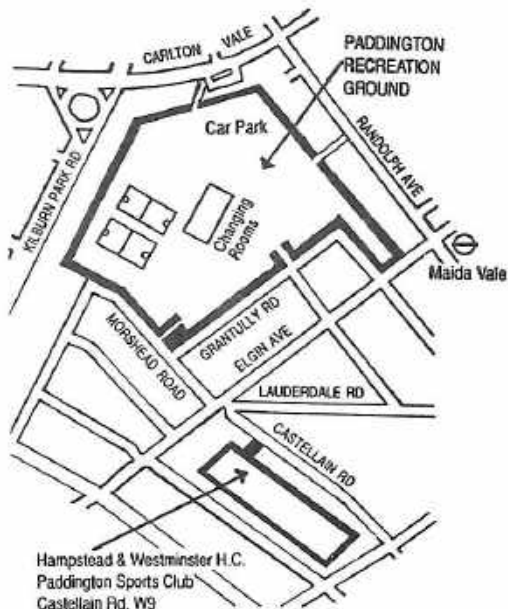 CARLTON VALE
PADDINGTON
RECREATION
GROUND
Car Park
RANDOLPH AVE
KILBURN PARK RD
Changing
Rooms
Maida Vale
GRANTULLY RD
ELGIN AVE
MORSHEAD ROAD
LAUDERDALE RD
CASTELLAIN RD
Hampstead & Westminster H.C.
Paddington Sports Club
Castellain Rd. W9